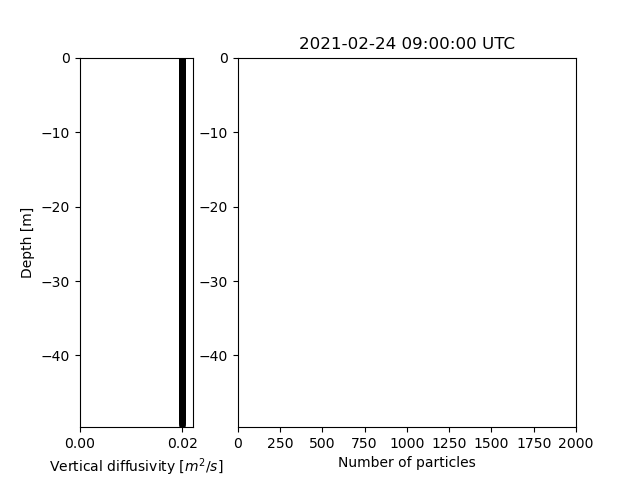 2021-02-24 09:00:00 UTC
0
−10
−20
−30
−40
Depth [m]
0.00 0.02
Vertical diffusivity [m²/s]
0
−10
−20
−30
−40
0 250 500 750 1000 1250 1500 1750 2000
Number of particles